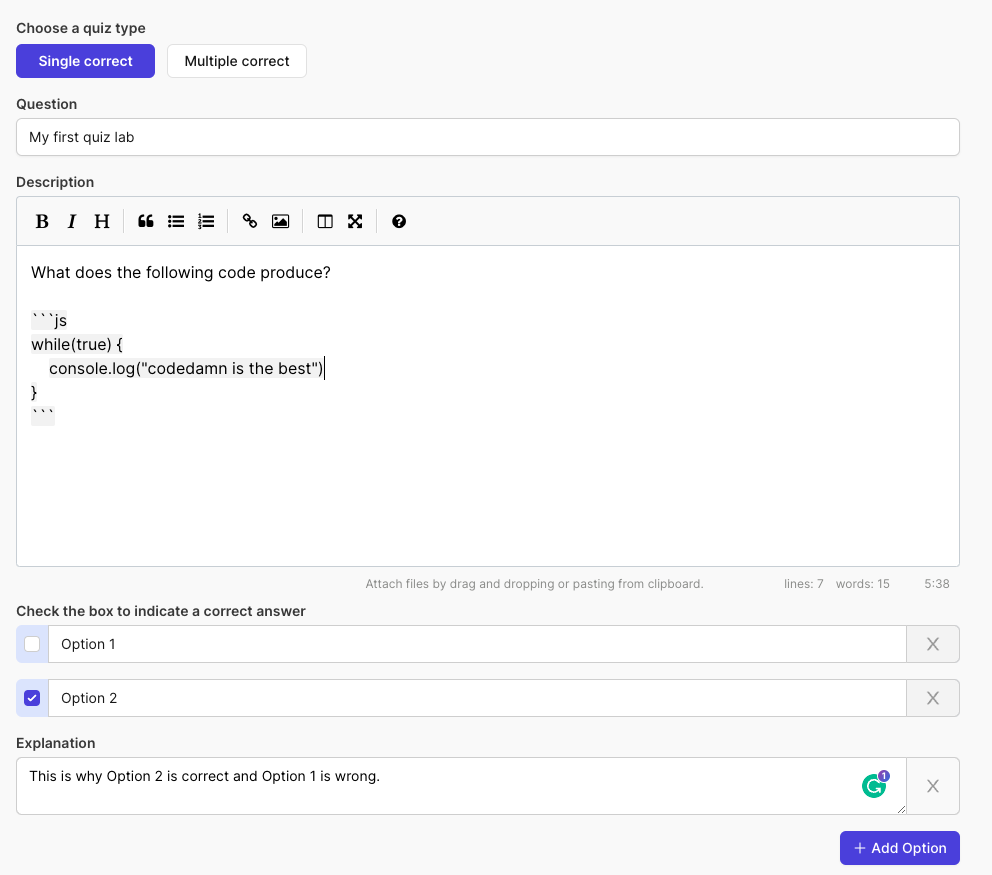 Choose a quiz type
Single correct Multiple correct
Question
My first quiz lab
Description
B I H
What does the following code produce?
```js
while(true) {
    console.log("codedamn is the best")
}
```
Attach files by drag and dropping or pasting from clipboard. lines: 7 words: 15 5:38
Check the box to indicate a correct answer
Option 1 X
Option 2 X
Explanation
This is why Option 2 is correct and Option 1 is wrong. G 1 X
+ Add Option